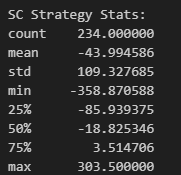 SC Strategy Stats:
count 234.000000
mean -43.994586
std 109.327685
min -358.870588
25% -85.939375
50% -18.825346
75% 3.514706
max 303.500000